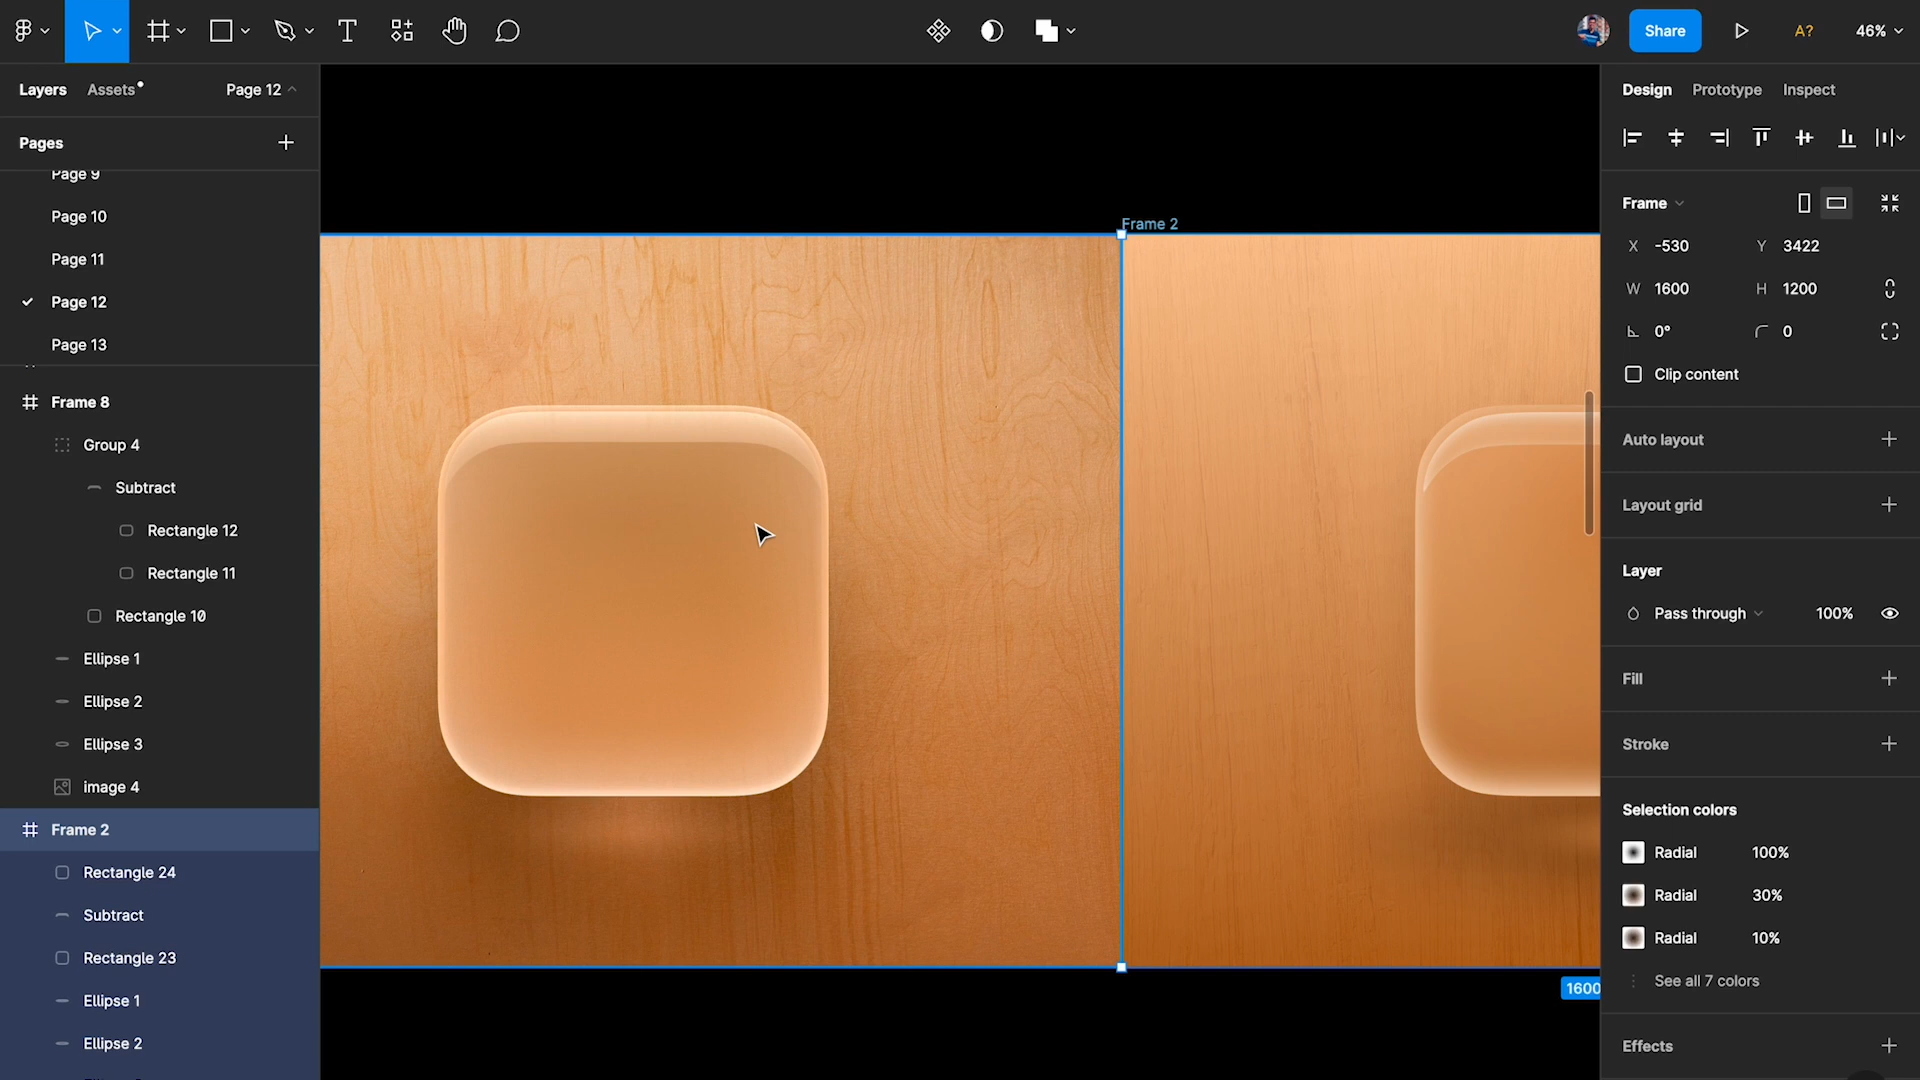 Share
A?
46%
Layers
Assets
Page 12
Pages
Page 9
Page 10
Page 11
Page 12
Page 13
Frame 8
Group 4
Subtract
Rectangle 12
Rectangle 11
Rectangle 10
Ellipse 1
Ellipse 2
Ellipse 3
image 4
Frame 2
Rectangle 24
Subtract
Rectangle 23
Ellipse 1
Ellipse 2
Frame 2
1600
Design Prototype Inspect
Frame
X -530 Y 3422
W 1600 H 1200
0° 0
Clip content
Auto layout
Layout grid
Layer
Pass through 100%
Fill
Stroke
Selection colors
Radial 100%
Radial 30%
Radial 10%
See all 7 colors
Effects